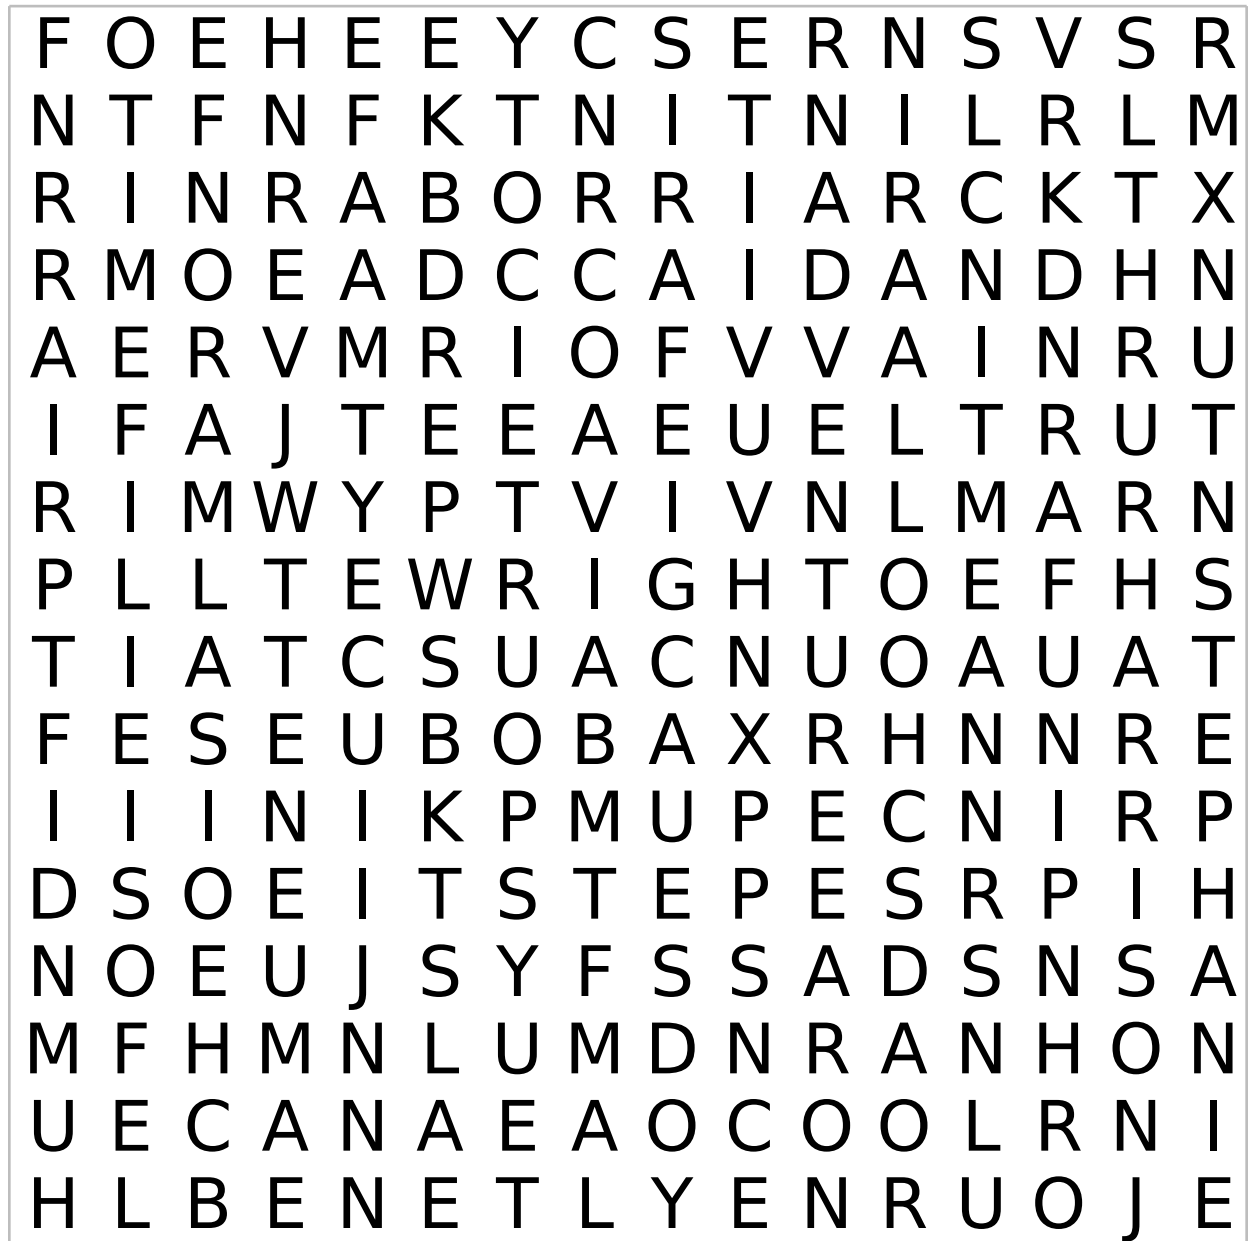 F O E H E E Y C S E R N S V S R
N T F N F K T N I T N I L R L M
R I N R A B O R R I A R C K T X
R M O E A D C C A I D A N D H N
A E R V M R I O F V V A I N R U
I F A J T E E A E U E L T R U T
R I M W Y P T V I V N L M A R N
P L L T E W R I G H T O E F H S
T I A T C S U A C N U O A U A T
F E S E U B O B A X R H N N R E
I I I N I K P M U P E C N I R P
D S O E I T S T E P E S R P I H
N O E U J S Y F S S A D S N S A
M F H M N L U M D N R A N H O N
U E C A N A E A O C O O L R N I
H L B E N E T L Y E N R U O J E